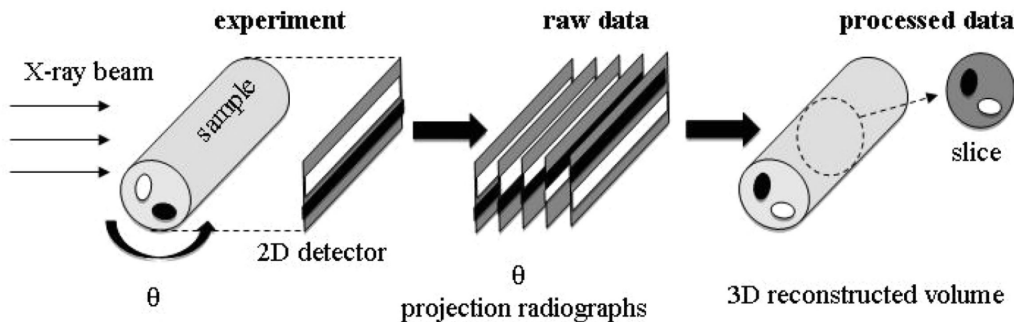 experiment
raw data
processed data
X-ray beam
sample
slice
2D detector
θ
θ
projection radiographs
3D reconstructed volume